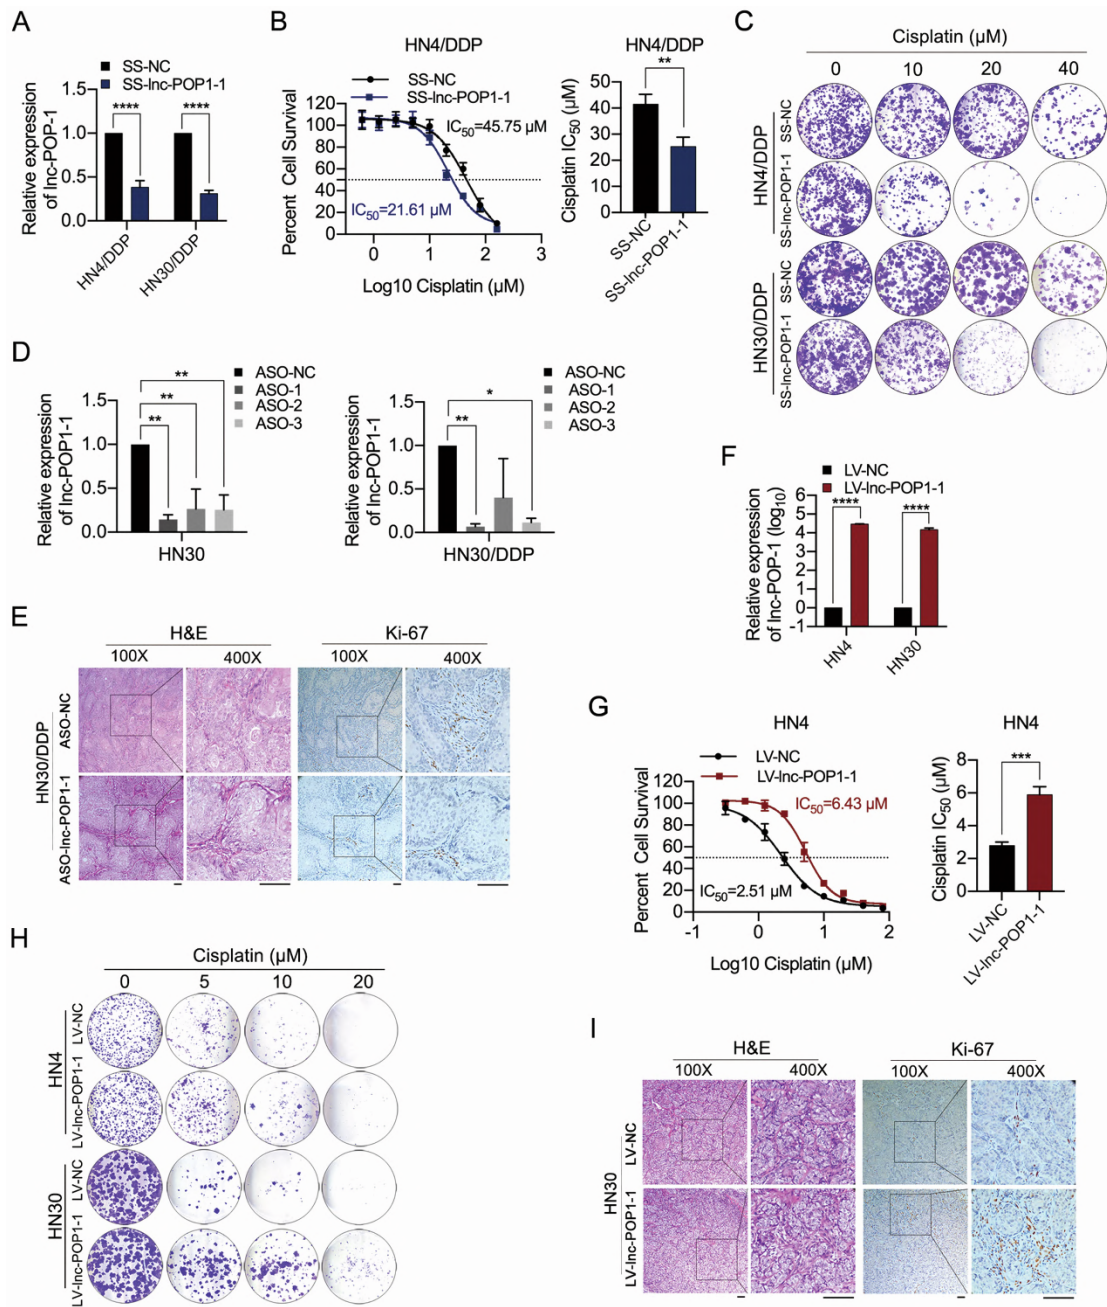 A
SS-NC
SS-lnc-POP1-1
Relative expression
of lnc-POP-1
1.5
1.0
0.5
0.0
****
****
HN4/DDP
HN30/DDP
B
HN4/DDP
SS-NC
SS-lnc-POP1-1
Percent Cell Survival
120
100
80
60
40
20
0
IC50=45.75 µM
IC50=21.61 µM
0
1
2
3
Log10 Cisplatin (µM)
HN4/DDP
**
Cisplatin IC50 (µM)
50
40
30
20
10
0
SS-NC
SS-lnc-POP1-1
C
Cisplatin (µM)
0 10 20 40
HN4/DDP
SS-NC
SS-lnc-POP1-1
HN30/DDP
SS-NC
SS-lnc-POP1-1
D
ASO-NC
ASO-1
ASO-2
ASO-3
Relative expression
of lnc-POP1-1
1.5
1.0
0.5
0.0
**
**
**
HN30
ASO-NC
ASO-1
ASO-2
ASO-3
Relative expression
of lnc-POP1-1
1.5
1.0
0.5
0.0
**
*
HN30/DDP
E
H&E
Ki-67
100X 400X 100X 400X
HN30/DDP
ASO-NC
ASO-lnc-POP1-1
F
LV-NC
LV-lnc-POP1-1
Relative expression
of lnc-POP-1 (log10)
6
5
4
3
2
1
0
-1
****
****
HN4
HN30
G
HN4
LV-NC
LV-lnc-POP1-1
Percent Cell Survival
120
100
80
60
40
20
0
IC50=6.43 µM
IC50=2.51 µM
-1
0
1
2
Log10 Cisplatin (µM)
HN4
***
Cisplatin IC50 (µM)
8
6
4
2
0
LV-NC
LV-lnc-POP1-1
H
Cisplatin (µM)
0 5 10 20
HN4
LV-NC
LV-lnc-POP1-1
HN30
LV-NC
LV-lnc-POP1-1
I
H&E
Ki-67
100X 400X 100X 400X
HN30
LV-NC
LV-lnc-POP1-1